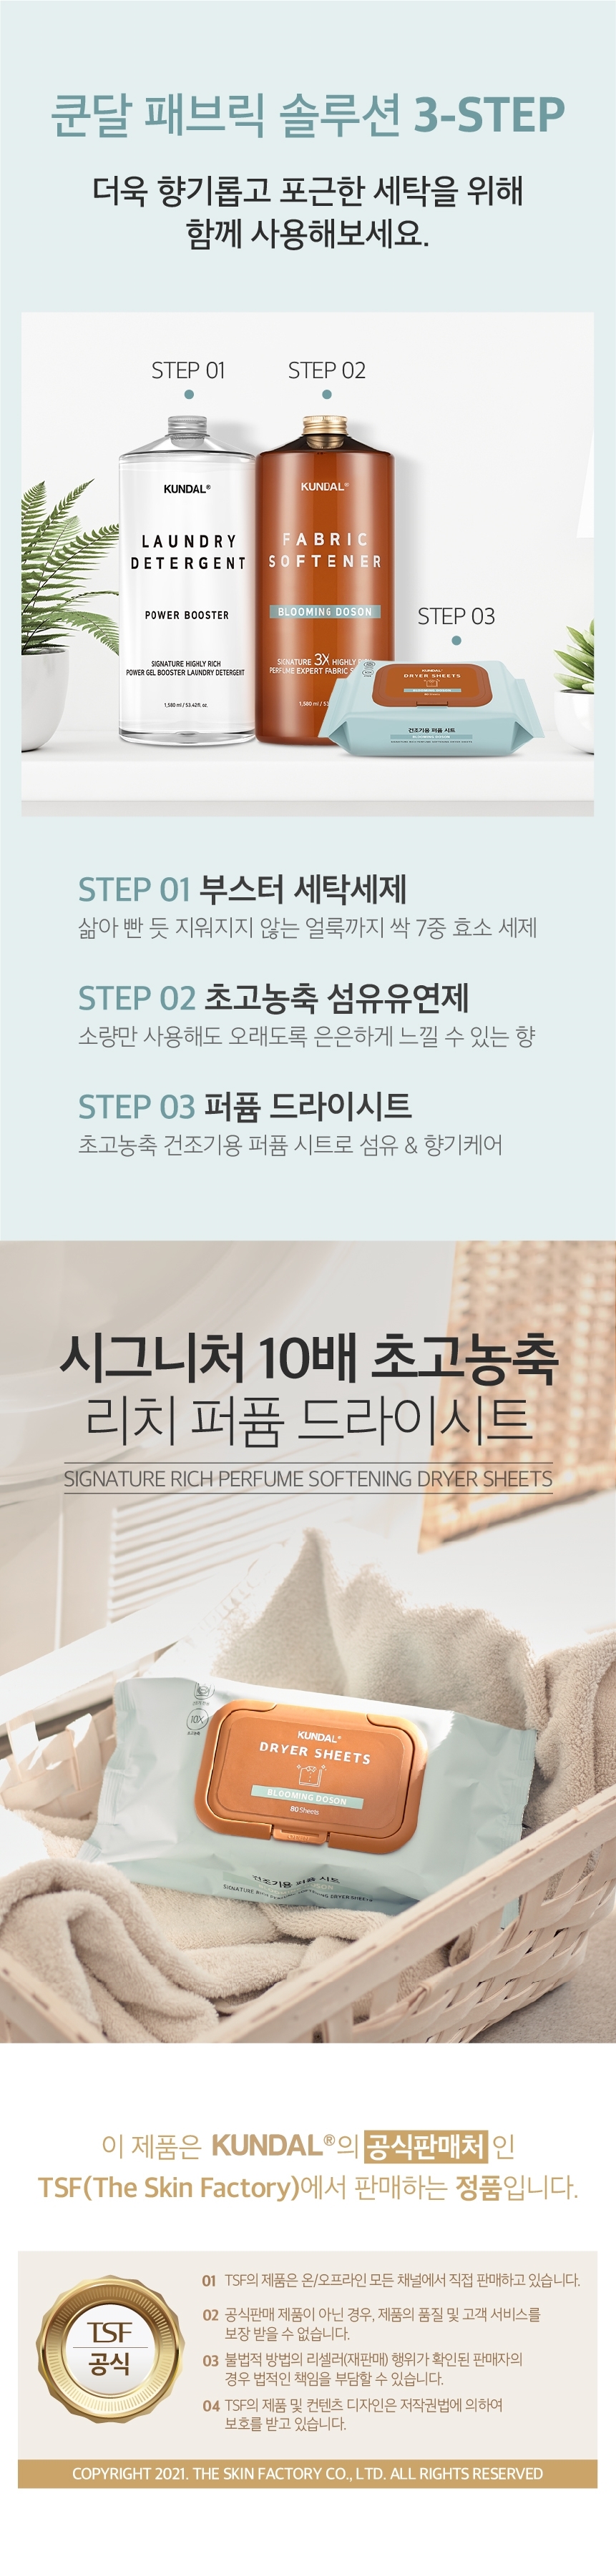 쿤달 패브릭 솔루션 3-STEP
더욱 향기롭고 포근한 세탁을 위해
함께 사용해보세요.
STEP 01
STEP 02
KUNDAL®
LAUNDRY
DETERGENT
POWER BOOSTER
SIGNATURE HIGHLY RICH
POWER GEL BOOSTER LAUNDRY DETERGENT
1,580 ml / 53.42fl. oz.
KUNDAL®
FABRIC
SOFTENER
BLOOMING DOSON
SIGNATURE 3X HIGHLY
PERFUME EXPERT FABRIC
1,580 ml / 53
STEP 03
KUNDAL®
DRYER SHEETS
BLOOMING DOSON
80 Sheets
건조기용 퍼퓸 시트
STEP 01 부스터 세탁세제
삶아 빤 듯 지워지지 않는 얼룩까지 싹 7중 효소 세제
STEP 02 초고농축 섬유유연제
소량만 사용해도 오래도록 은은하게 느낄 수 있는 향
STEP 03 퍼퓸 드라이시트
초고농축 건조기용 퍼퓸 시트로 섬유 & 향기케어
시그니처 10배 초고농축
리치 퍼퓸 드라이시트
SIGNATURE RICH PERFUME SOFTENING DRYER SHEETS
10X
KUNDAL®
DRYER SHEETS
BLOOMING DOSON
80 Sheets
OPEN
건조기용 퍼퓸 시트
SIGNATURE RICH PERFUME SOFTENING DRYER SHEETS
이 제품은 KUNDAL®의 공식판매처 인
TSF(The Skin Factory)에서 판매하는 정품입니다.
TSF
공식
01 TSF의 제품은 온/오프라인 모든 채널에서 직접 판매하고 있습니다.
02 공식판매 제품이 아닌 경우, 제품의 품질 및 고객 서비스를
보장 받을 수 없습니다.
03 불법적 방법의 리셀러(재판매) 행위가 확인된 판매자의
경우 법적인 책임을 부담할 수 있습니다.
04 TSF의 제품 및 컨텐츠 디자인은 저작권법에 의하여
보호를 받고 있습니다.
COPYRIGHT 2021. THE SKIN FACTORY CO., LTD. ALL RIGHTS RESERVED